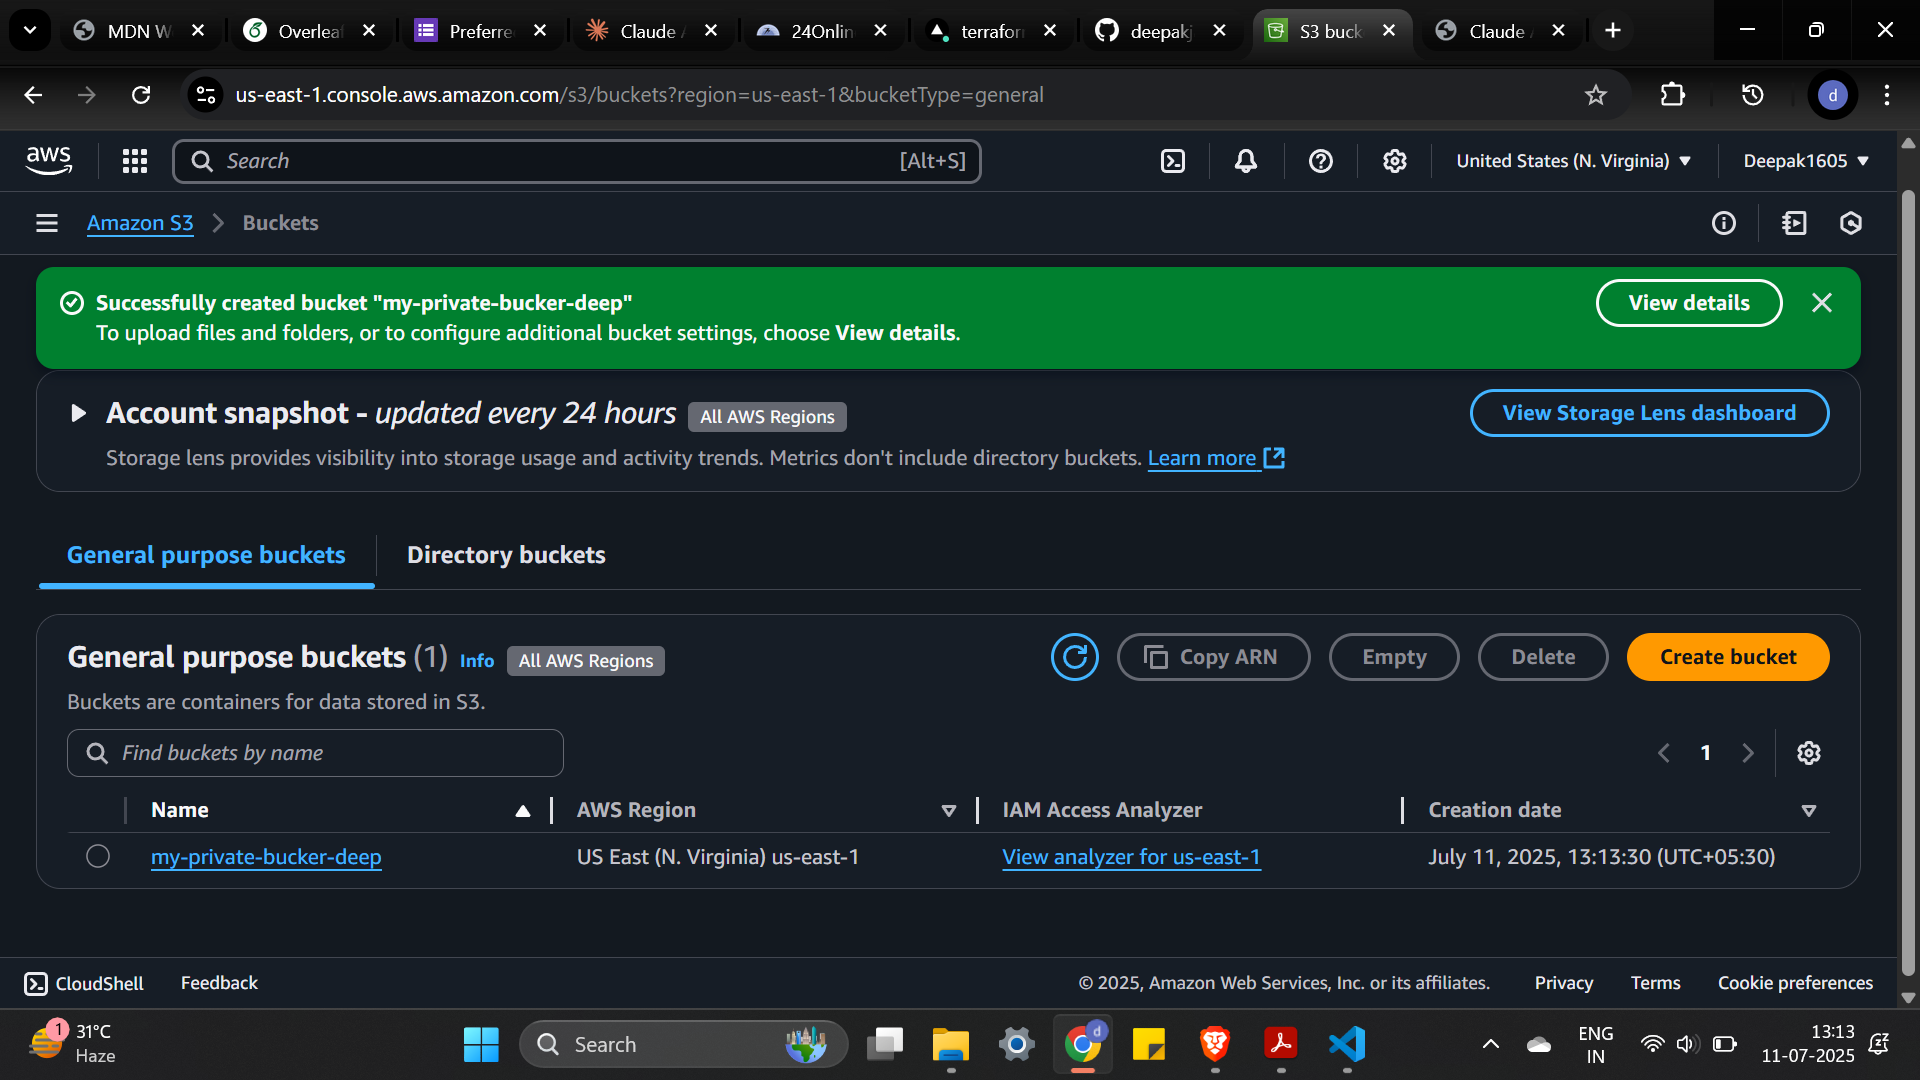 MDN W
Overleaf
Preferre
Claude
24Onlin
terraform
deepakj
S3 buck
Claude
us-east-1.console.aws.amazon.com/s3/buckets?region=us-east-1&bucketType=general
d
aws
Search
[Alt+S]
United States (N. Virginia)
Deepak1605
Amazon S3
Buckets
Successfully created bucket "my-private-bucker-deep"
To upload files and folders, or to configure additional bucket settings, choose View details.
View details
Account snapshot - updated every 24 hours
All AWS Regions
View Storage Lens dashboard
Storage lens provides visibility into storage usage and activity trends. Metrics don't include directory buckets. Learn more
General purpose buckets
Directory buckets
General purpose buckets (1)
Info
All AWS Regions
Copy ARN
Empty
Delete
Create bucket
Buckets are containers for data stored in S3.
Find buckets by name
1
Name
AWS Region
IAM Access Analyzer
Creation date
my-private-bucker-deep
US East (N. Virginia) us-east-1
View analyzer for us-east-1
July 11, 2025, 13:13:30 (UTC+05:30)
CloudShell
Feedback
© 2025, Amazon Web Services, Inc. or its affiliates.
Privacy
Terms
Cookie preferences
1
31°C
Haze
Search
d
ENG
IN
13:13
11-07-2025